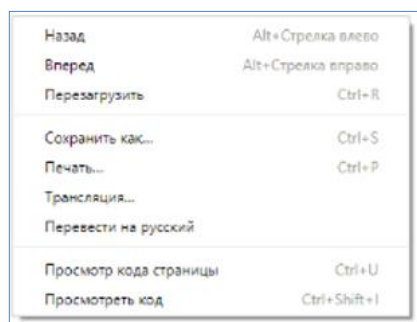 Назад Alt+Стрелка влево
Вперед Alt+Стрелка вправо
Перезагрузить Ctrl+R
Сохранить как... Ctrl+S
Печать... Ctrl+P
Трансляция...
Перевести на русский
Просмотр кода страницы Ctrl+U
Просмотреть код Ctrl+Shift+I